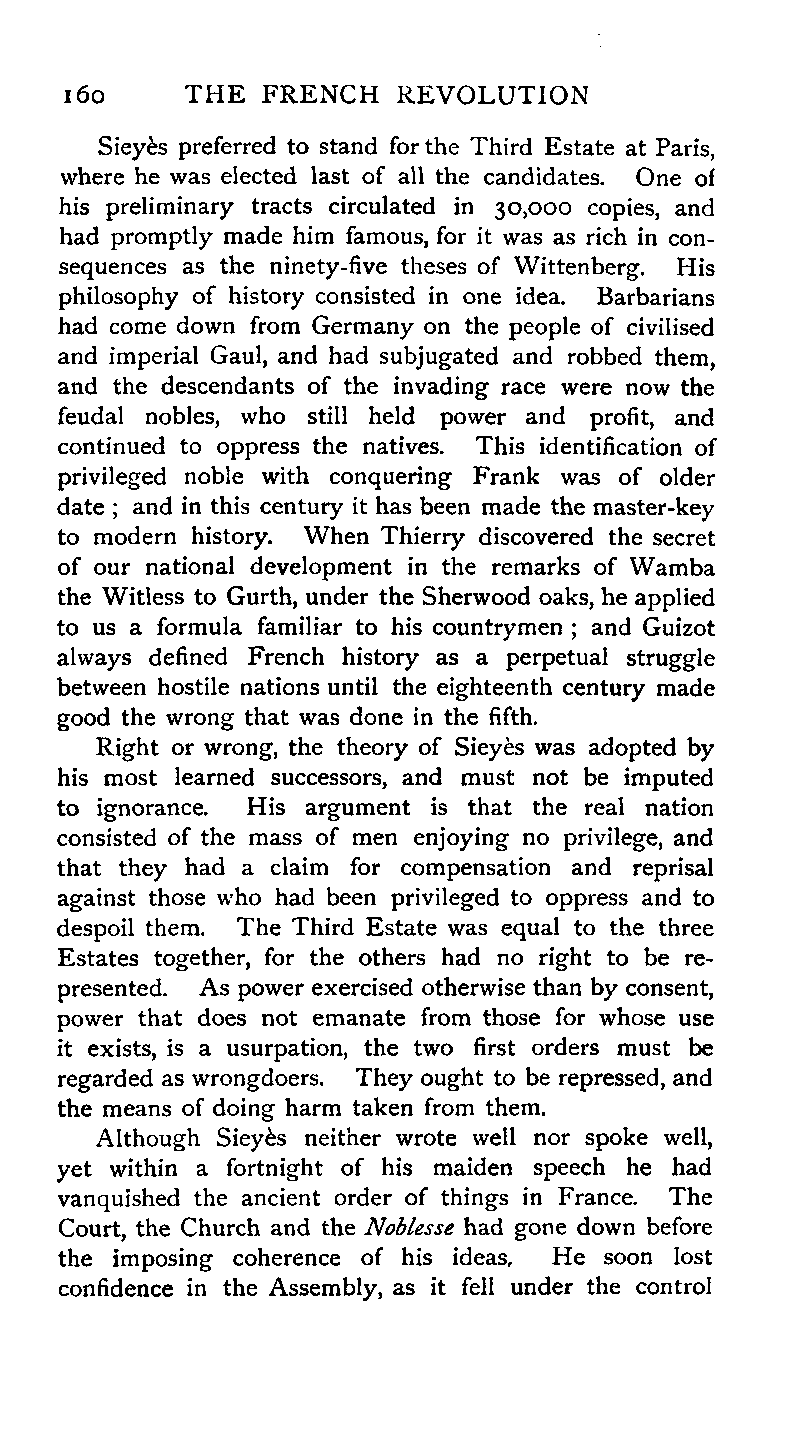 160 THE FRENCH REVOLUTION
Sieyès preferred to stand for the Third Estate at Paris,
where he was elected last of all the candidates. One of
his preliminary tracts circulated in 30,000 copies, and
had promptly made him famous, for it was as rich in con-
sequences as the ninety-five theses of Wittenberg. His
philosophy of history consisted in one idea. Barbarians
had come down from Germany on the people of civilised
and imperial Gaul, and had subjugated and robbed them,
and the descendants of the invading race were now the
feudal nobles, who still held power and profit, and
continued to oppress the natives. This identification of
privileged noble with conquering Frank was of older
date ; and in this century it has been made the master-key
to modern history. When Thierry discovered the secret
of our national development in the remarks of Wamba
the Witless to Gurth, under the Sherwood oaks, he applied
to us a formula familiar to his countrymen ; and Guizot
always defined French history as a perpetual struggle
between hostile nations until the eighteenth century made
good the wrong that was done in the fifth.
Right or wrong, the theory of Sieyès was adopted by
his most learned successors, and must not be imputed
to ignorance. His argument is that the real nation
consisted of the mass of men enjoying no privilege, and
that they had a claim for compensation and reprisal
against those who had been privileged to oppress and to
despoil them. The Third Estate was equal to the three
Estates together, for the others had no right to be re-
presented. As power exercised otherwise than by consent,
power that does not emanate from those for whose use
it exists, is a usurpation, the two first orders must be
regarded as wrongdoers. They ought to be repressed, and
the means of doing harm taken from them.
Although Sieyès neither wrote well nor spoke well,
yet within a fortnight of his maiden speech he had
vanquished the ancient order of things in France. The
Court, the Church and the Noblesse had gone down before
the imposing coherence of his ideas. He soon lost
confidence in the Assembly, as it fell under the control